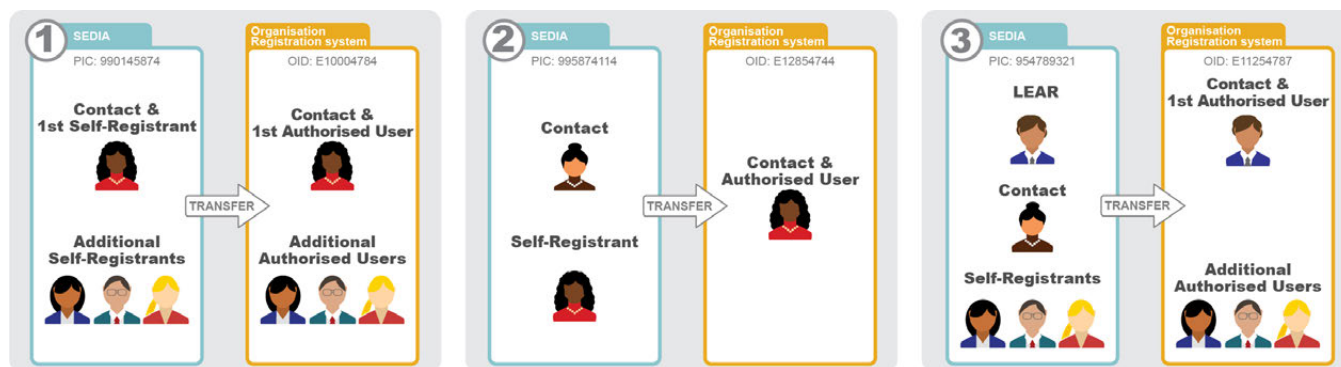 1
SEDIA
PIC: 990145874
Contact &
1st Self-Registrant
Additional
Self-Registrants
TRANSFER
Organisation
Registration system
OID: E10004784
Contact &
1st Authorised User
Additional
Authorised Users
2
SEDIA
PIC: 995874114
Contact
Self-Registrant
TRANSFER
Organisation
Registration system
OID: E12854744
Contact &
Authorised User
3
SEDIA
PIC: 954789321
LEAR
Contact
Self-Registrants
TRANSFER
Organisation
Registration system
OID: E11254787
Contact &
1st Authorised User
Additional
Authorised Users